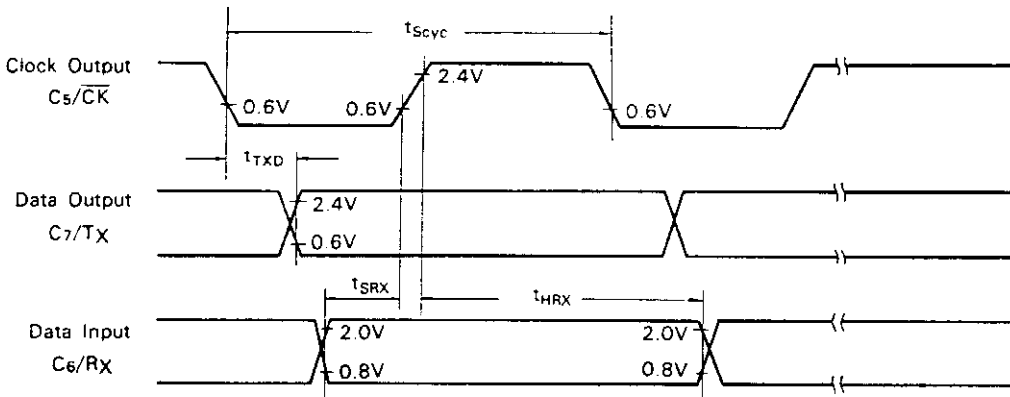 tScyc
Clock Output
C5/C̅K̅
0.6V
0.6V
2.4V
0.6V
tTXD
Data Output
C7/TX
2.4V
0.6V
tSRX
tHRX
Data Input
C6/RX
2.0V
0.8V
2.0V
0.8V